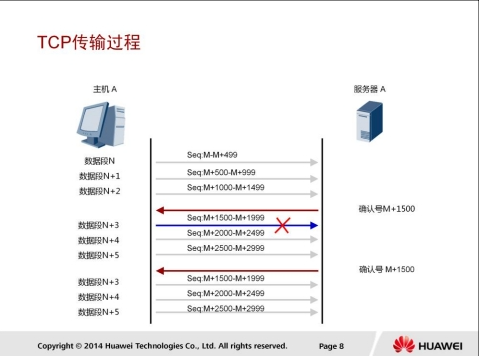 TCP传输过程
主机 A
服务器 A
数据段N
Seq:M-M+499
数据段N+1
Seq:M+500-M+999
数据段N+2
Seq:M+1000-M+1499
确认号M+1500
数据段N+3
Seq:M+1500-M+1999
数据段N+4
Seq:M+2000-M+2499
数据段N+5
Seq:M+2500-M+2999
确认号 M+1500
数据段N+3
Seq:M+1500-M+1999
数据段N+4
Seq:M+2000-M+2499
数据段N+5
Seq:M+2500-M+2999
Copyright © 2014 Huawei Technologies Co., Ltd. All rights reserved.
Page 8
HUAWEI